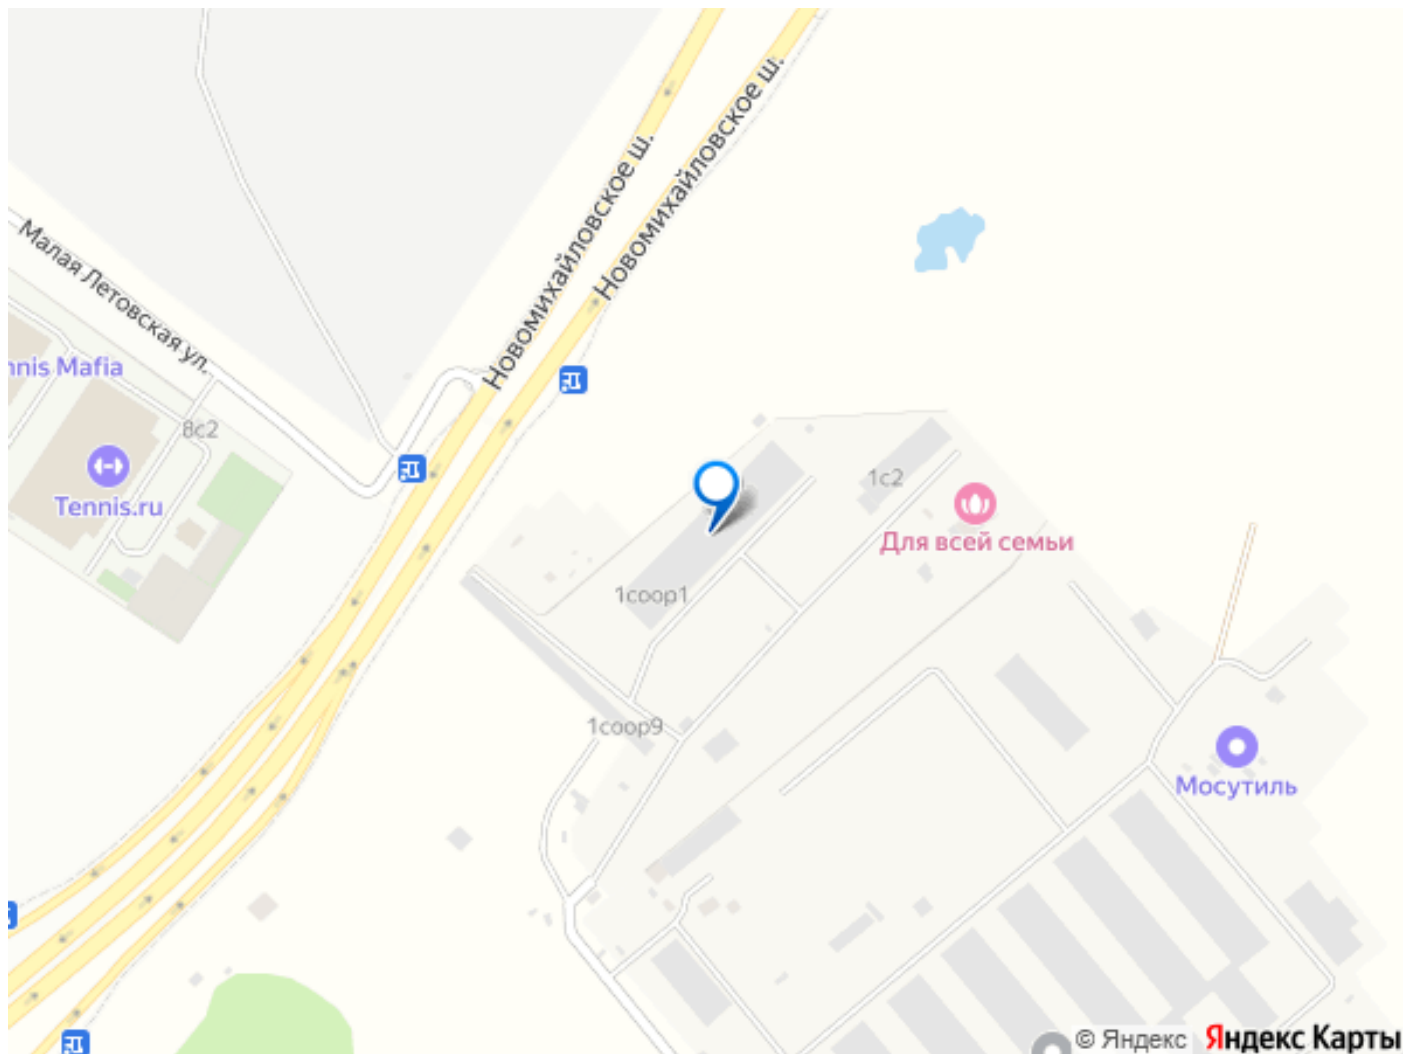 Новомихайловское ш.
Новомихайловское ш.
Малая Летовская ул.
nnis Mafia
8с2
Tennis.ru
1с2
Для всей семьи
1соор1
1соор9
Мосутиль
© Яндекс Яндекс Карты